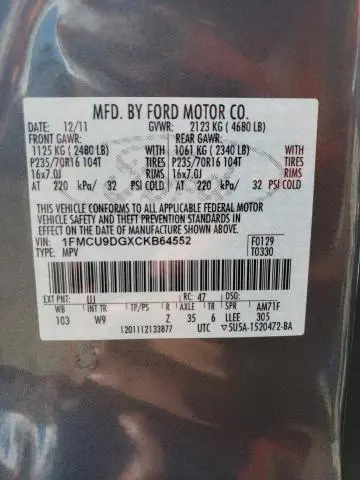 MFD. BY FORD MOTOR CO.
DATE: 12/11 GVWR: 2123 KG ( 4680 LB)
FRONT GAWR: REAR GAWR:
1125 KG ( 2480 LB) WITH 1061 KG ( 2340 LB) WITH
P235/70R16 104T TIRES P235/70R16 104T TIRES
16x7.0J RIMS 16x7.0J RIMS
AT 220 kPa/ 32 PSI COLD AT 220 kPa/ 32 PSI COLD
THIS VEHICLE CONFORMS TO ALL APPLICABLE FEDERAL MOTOR
VEHICLE SAFETY AND THEFT PREVENTION STANDARDS IN
EFFECT ON THE DATE OF MANUFACTURE SHOWN ABOVE.
VIN: 1FMCU9DGXCKB64552 F0129
TYPE: MPV T0330
EXT PNT: UJ RC: 47 DSO:
WB INT TR TP/PS R AXLE TR SPR AM71F
103 W9 Z 35 6 LLEE 305
1201112133877 UTC 5U5A-1520472-BA